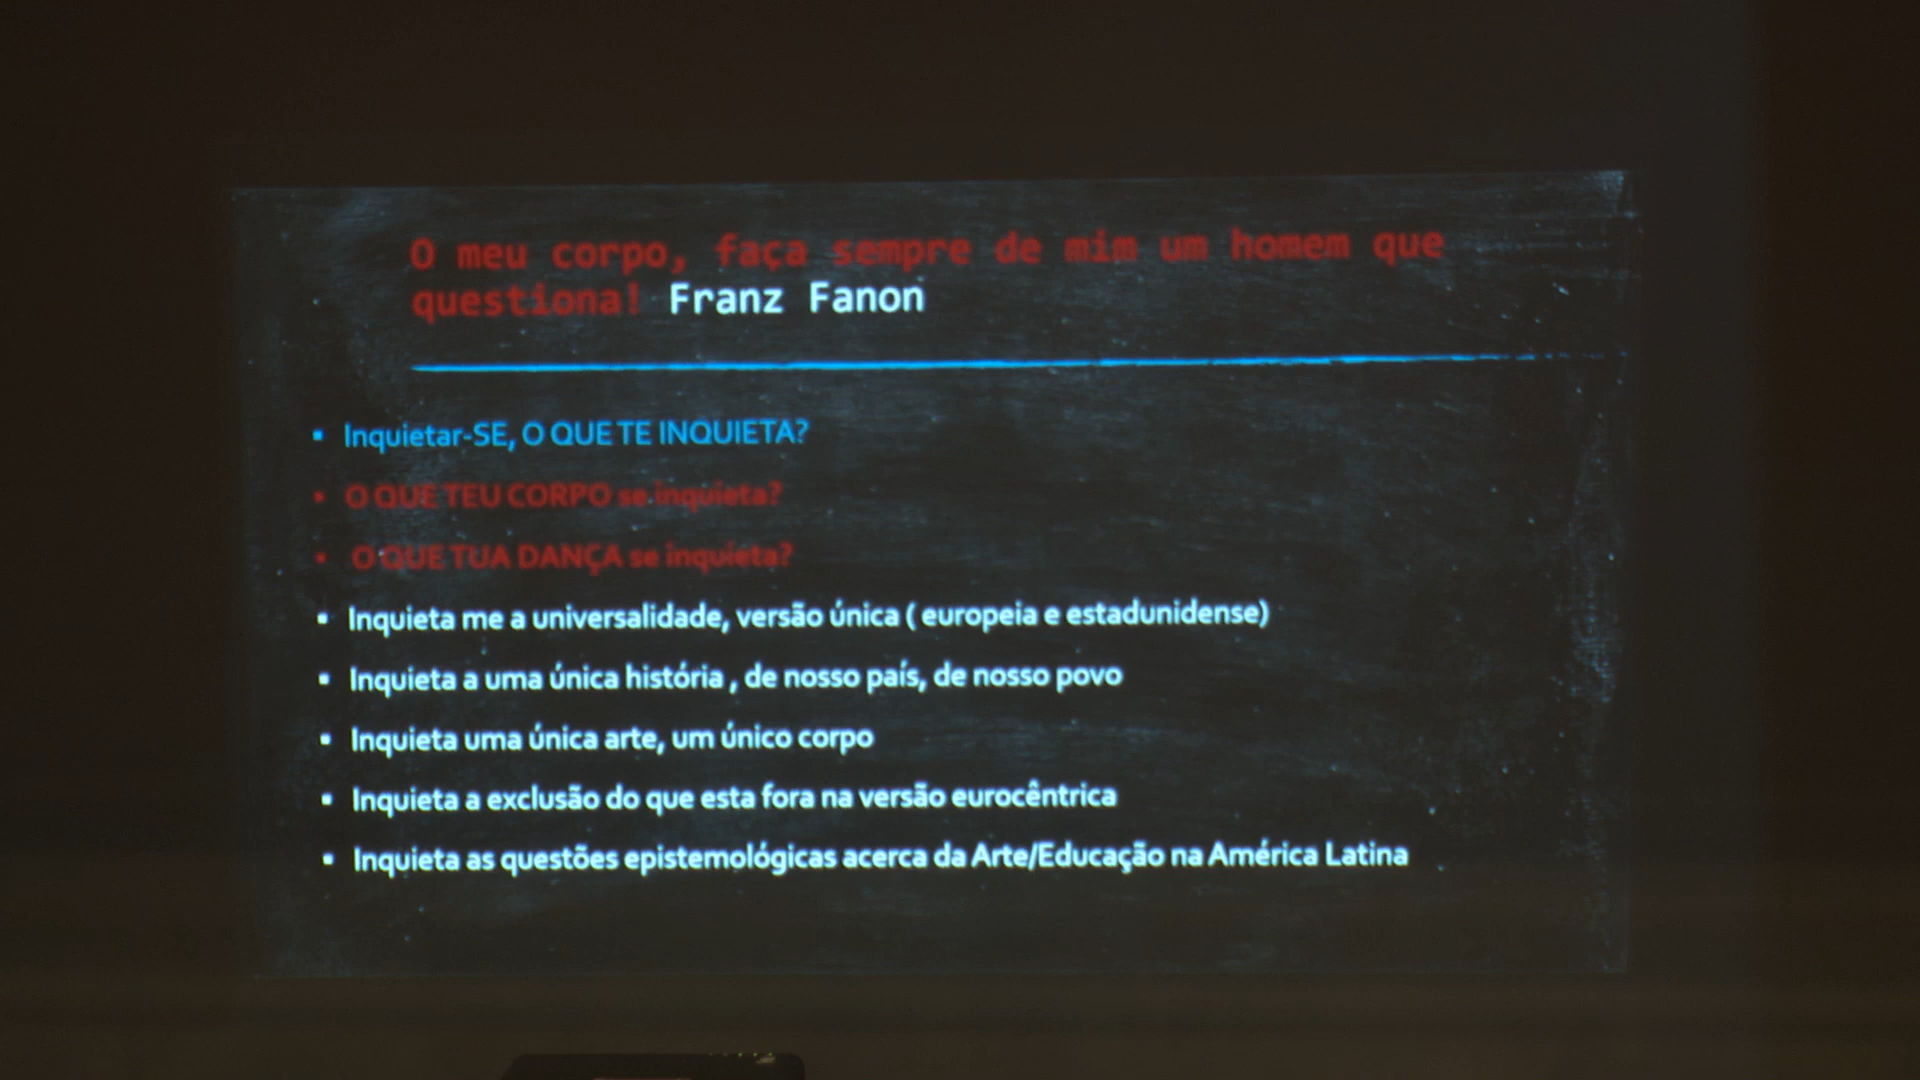 O meu corpo, faça sempre de mim um homem que
questiona! Franz Fanon
▪ Inquietar-SE, O QUE TE INQUIETA?
▪ O QUE TEU CORPO se inquieta?
▪ O QUE TUA DANÇA se inquieta?
▪ Inquieta me a universalidade, versão única ( europeia e estadunidense)
▪ Inquieta a uma única história , de nosso país, de nosso povo
▪ Inquieta uma única arte, um único corpo
▪ Inquieta a exclusão do que esta fora na versão eurocêntrica
▪ Inquieta as questões epistemológicas acerca da Arte/Educação na América Latina